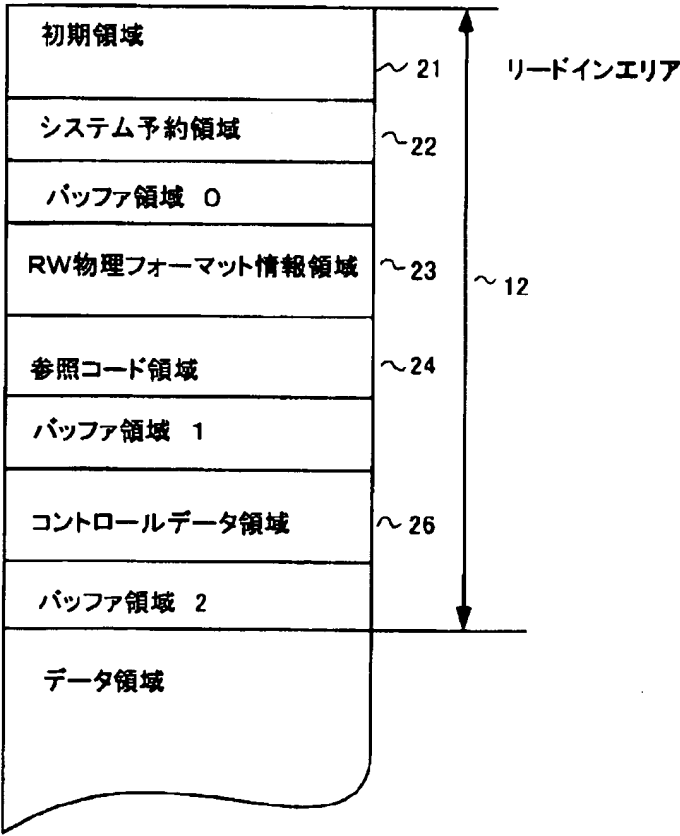 初期領域
21
リードインエリア
システム予約領域
22
バッファ領域 0
RW物理フォーマット情報領域
23
12
参照コード領域
24
バッファ領域 1
コントロールデータ領域
26
バッファ領域 2
データ領域